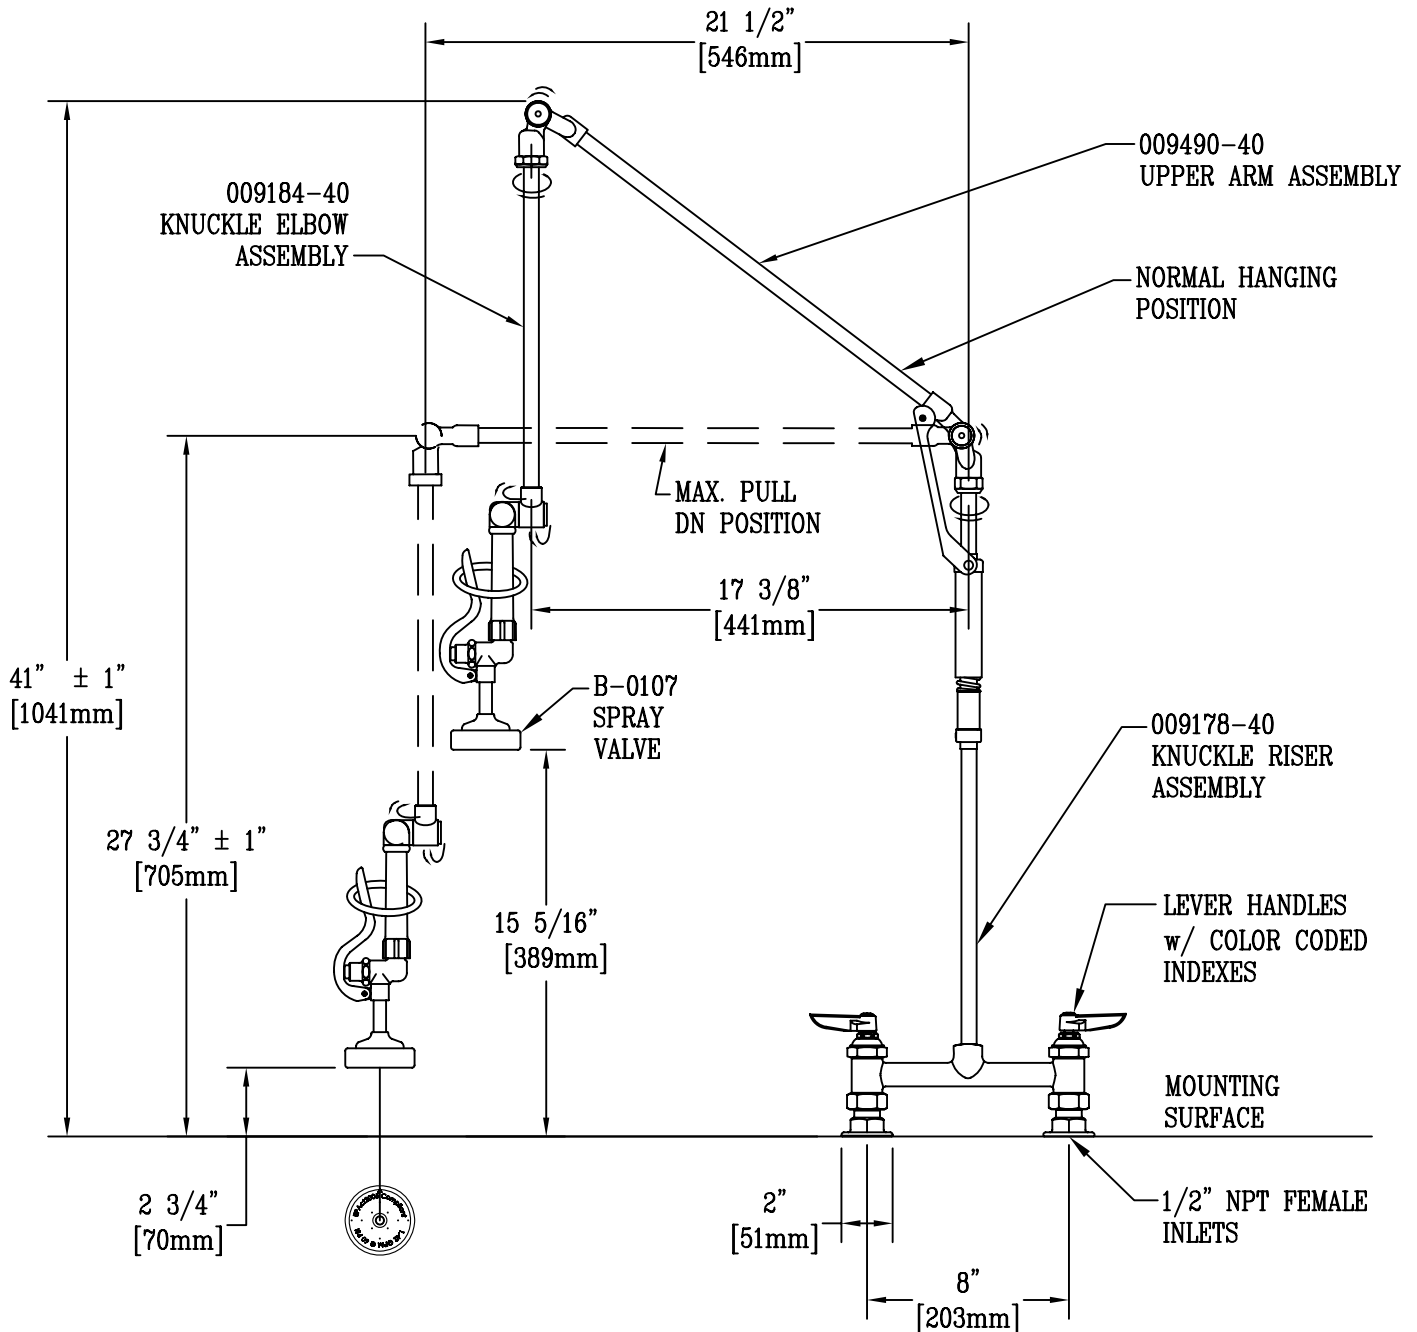 21 1/2”
[546mm]
009490-40
UPPER ARM ASSEMBLY
009184-40
KNUCKLE ELBOW
ASSEMBLY
NORMAL HANGING
POSITION
MAX. PULL
DN POSITION
17 3/8”
[441mm]
41” ± 1”
[1041mm]
B-0107
SPRAY
VALVE
009178-40
KNUCKLE RISER
ASSEMBLY
27 3/4” ± 1”
[705mm]
15 5/16”
[389mm]
LEVER HANDLES
w/ COLOR CODED
INDEXES
MOUNTING
SURFACE
2 3/4”
[70mm]
2”
[51mm]
1/2” NPT FEMALE
INLETS
8”
[203mm]